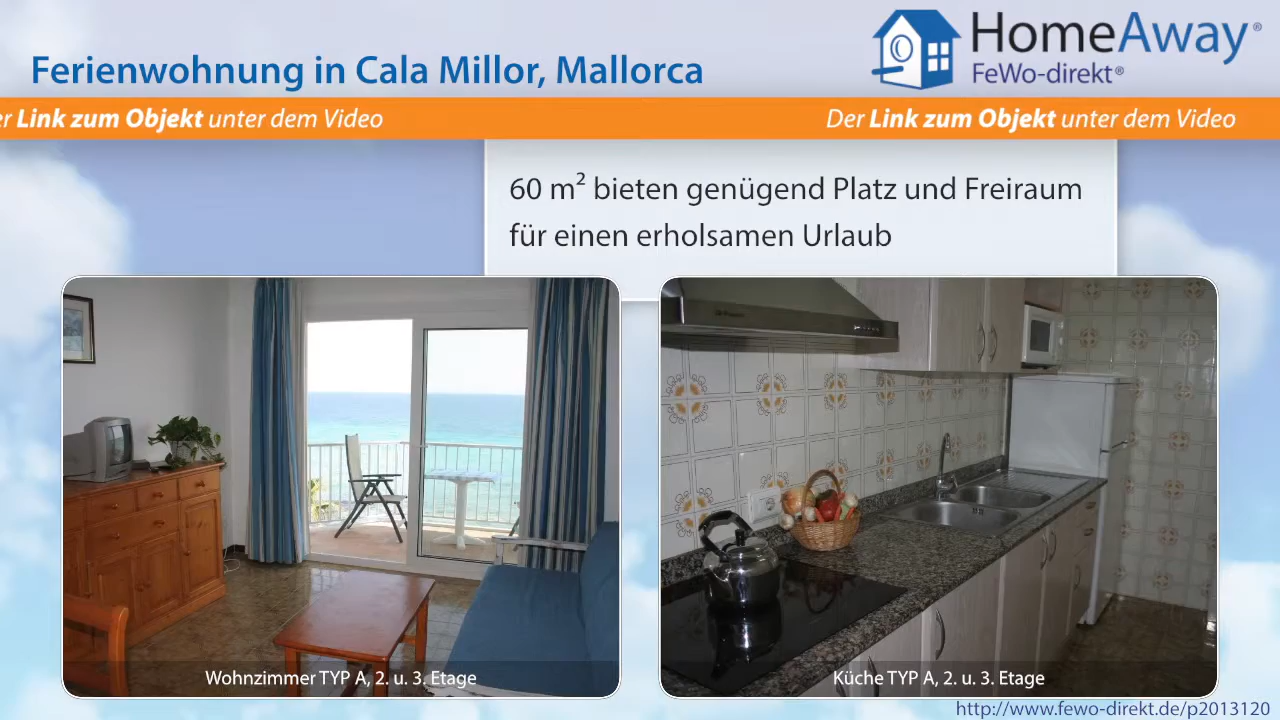 HomeAway®
FeWo-direkt®
Ferienwohnung in Cala Millor, Mallorca
Link zum Objekt unter dem Video
Der Link zum Objekt unter dem Video
60 m² bieten genügend Platz und Freiraum
für einen erholsamen Urlaub
Wohnzimmer TYP A, 2. u. 3. Etage
Küche TYP A, 2. u. 3. Etage
http://www.fewo-direkt.de/p2013120